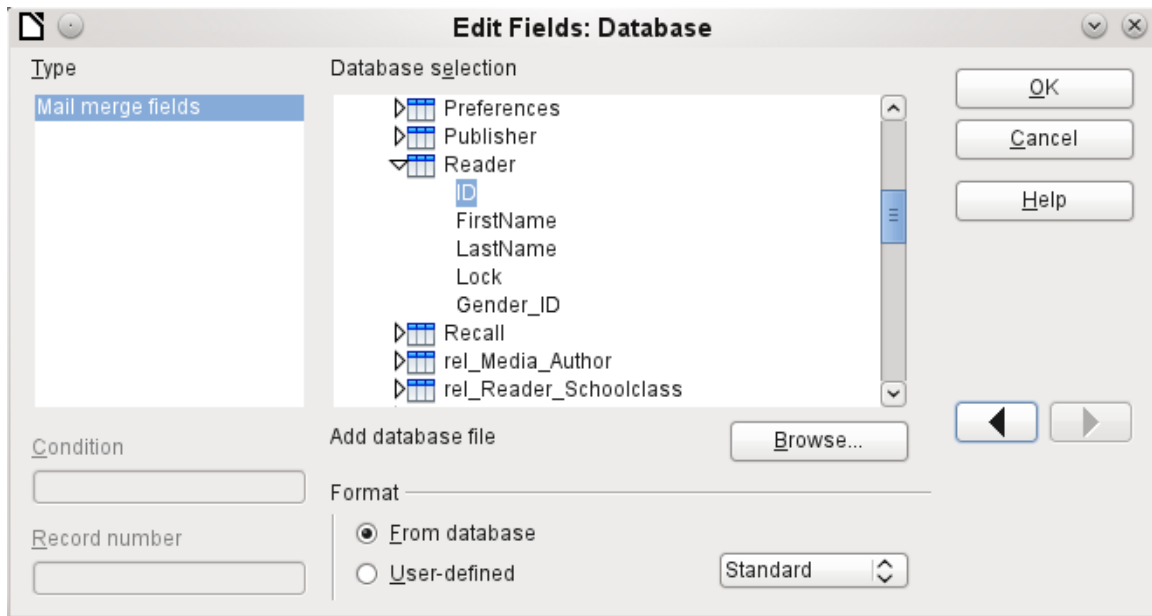 Edit Fields: Database
Type
Mail merge fields
Database selection
Preferences
Publisher
Reader
ID
FirstName
LastName
Lock
Gender_ID
Recall
rel_Media_Author
rel_Reader_Schoolclass
OK
Cancel
Help
Add database file
Browse...
Condition
Record number
Format
From database
User-defined
Standard